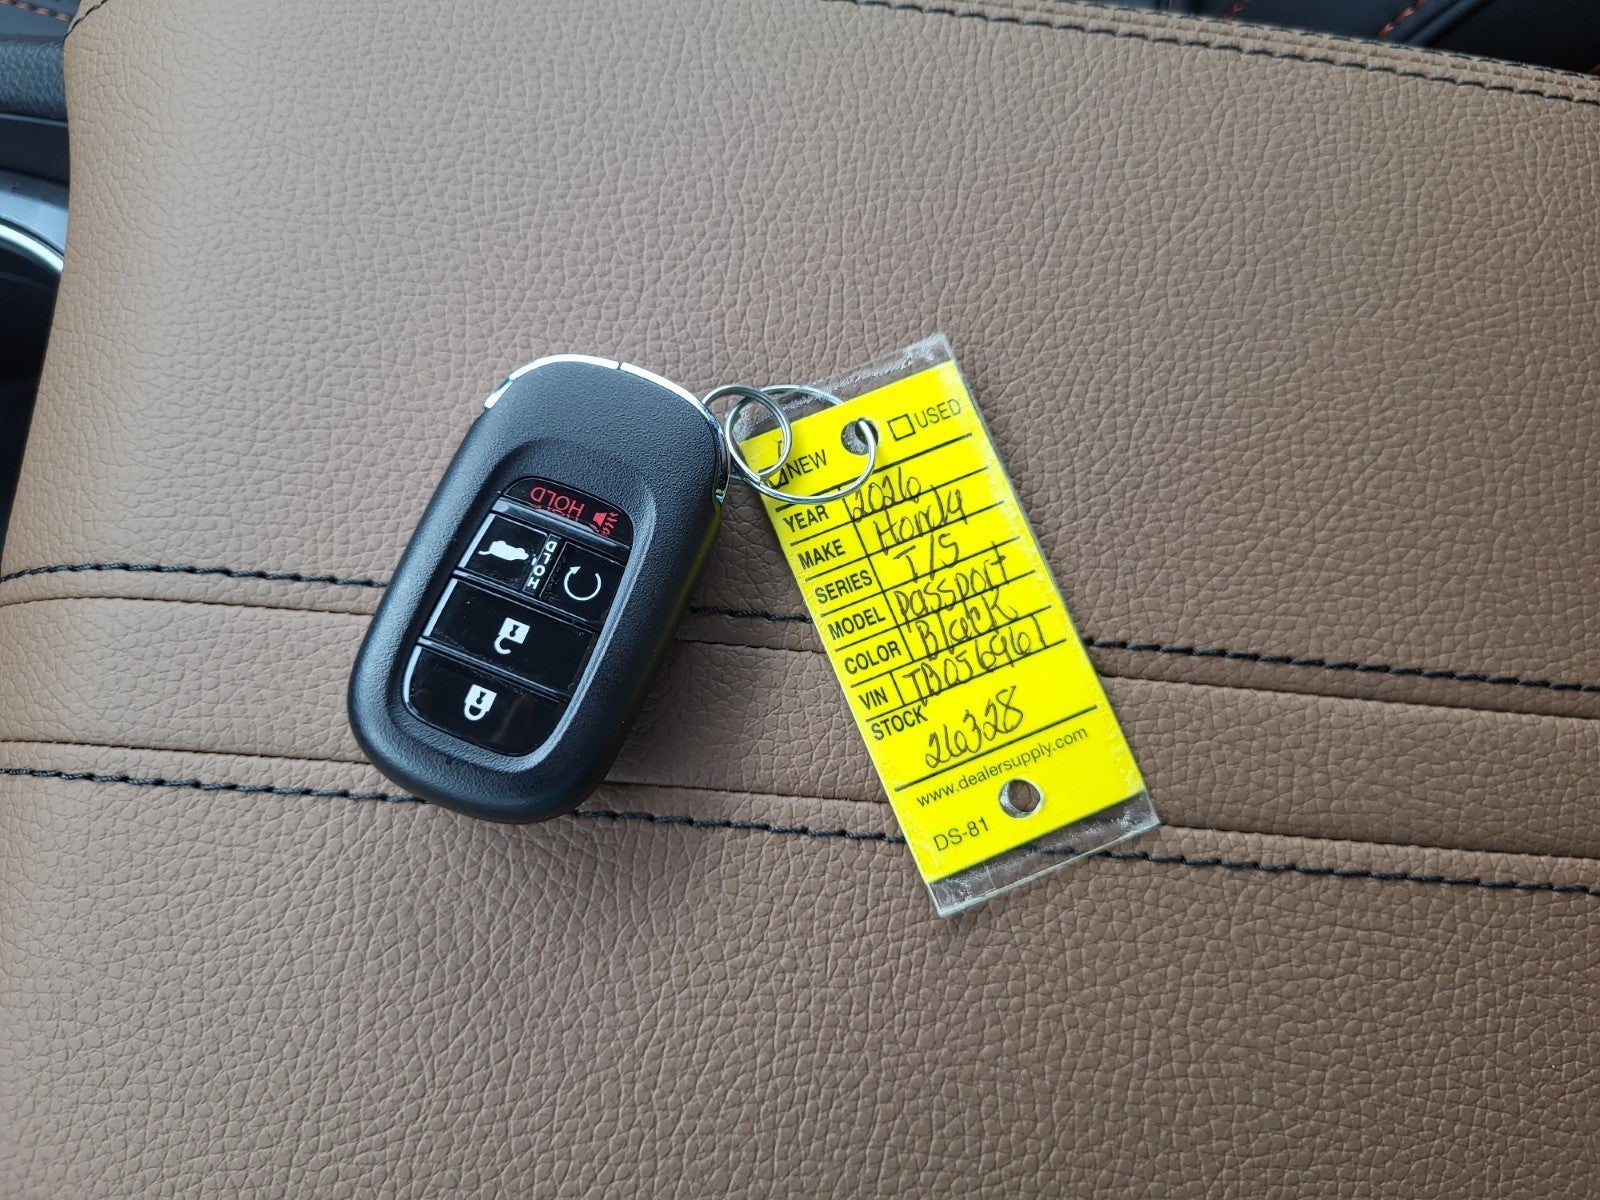 HOLD
HOLD
NEW USED
YEAR 2026
MAKE Honda
SERIES T/S
MODEL passport
COLOR Black
VIN TB056961
STOCK
26328
www.dealersupply.com
DS-81